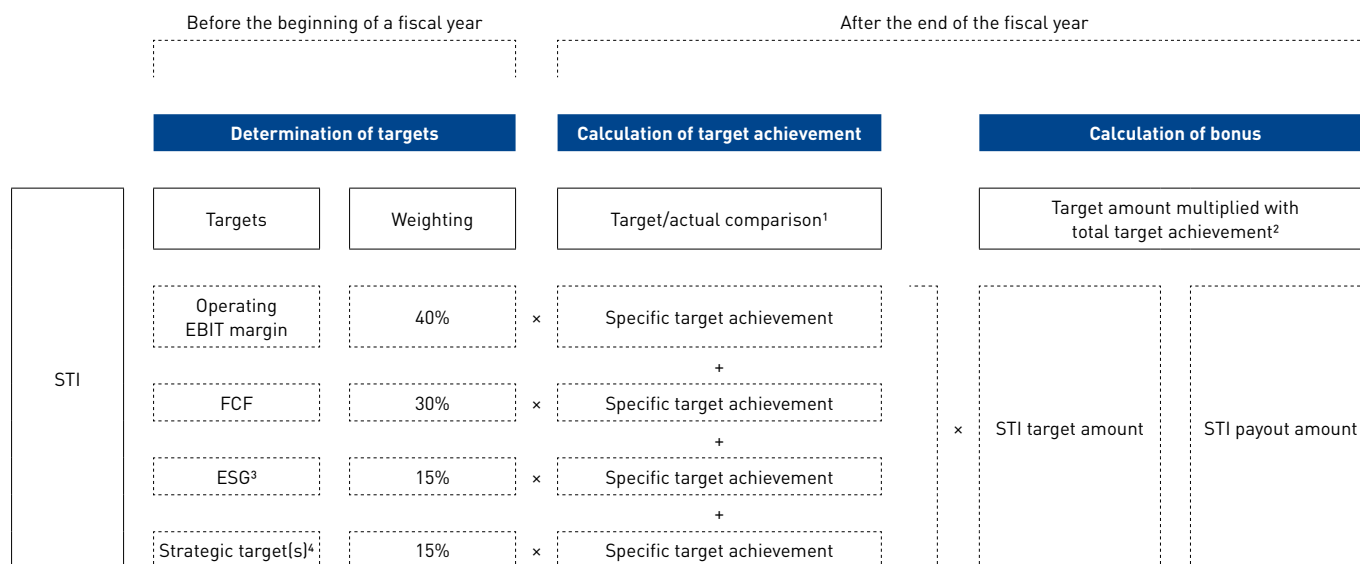 Before the beginning of a fiscal year
After the end of the fiscal year
Determination of targets
Calculation of target achievement
Calculation of bonus
Targets
Weighting
Target/actual comparison¹
Target amount multiplied with
total target achievement²
STI
Operating
EBIT margin
40%
×
Specific target achievement
+
FCF
30%
×
Specific target achievement
+
ESG³
15%
×
Specific target achievement
+
Strategic target(s)⁴
15%
×
Specific target achievement
×
STI target amount
STI payout amount